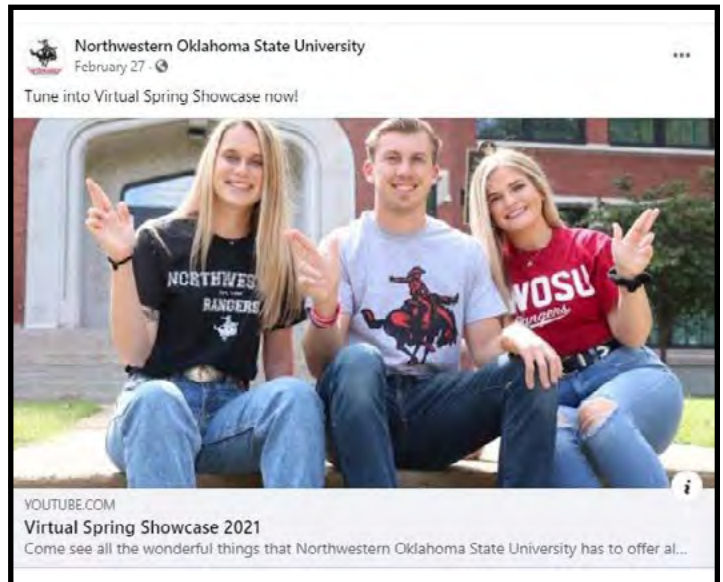 Northwestern Oklahoma State University
February 27 ·
Tune into Virtual Spring Showcase now!
NORTHWES
RANGERS
WOSU
Rangers
YOUTUBE.COM
Virtual Spring Showcase 2021
Come see all the wonderful things that Northwestern Oklahoma State University has to offer al...